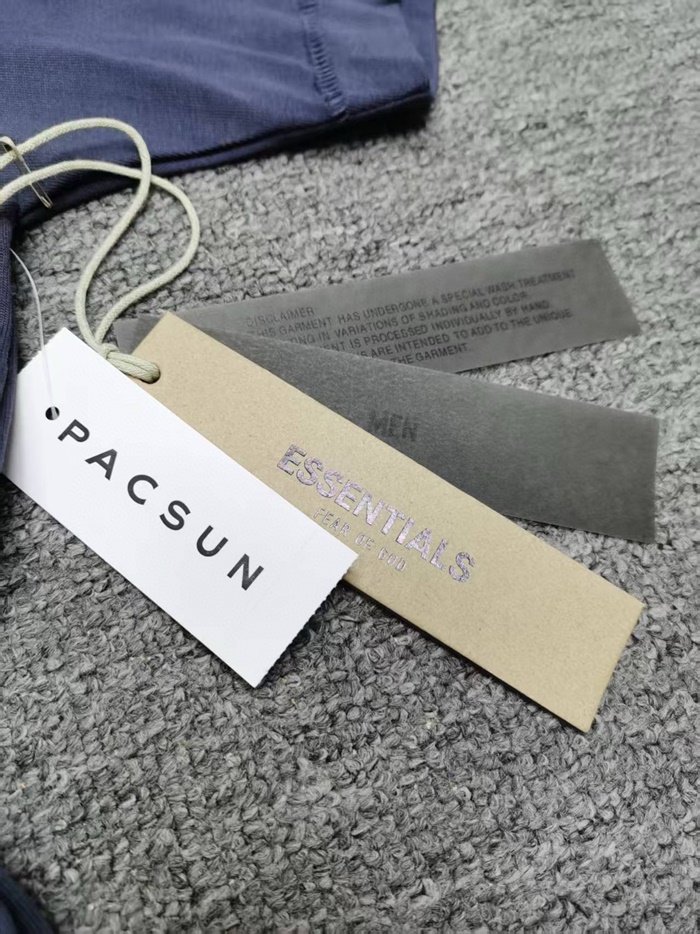 DISCLAIMER
THIS GARMENT HAS UNDERGONE A SPECIAL WASH TREATMENT
IN VARIATIONS OF SHADING AND COLOR.
IS PROCESSED INDIVIDUALLY BY HAND.
ARE INTENDED TO ADD TO THE UNIQUE
THE GARMENT.
MEN
ESSENTIALS
FEAR OF GOD
PACSUN